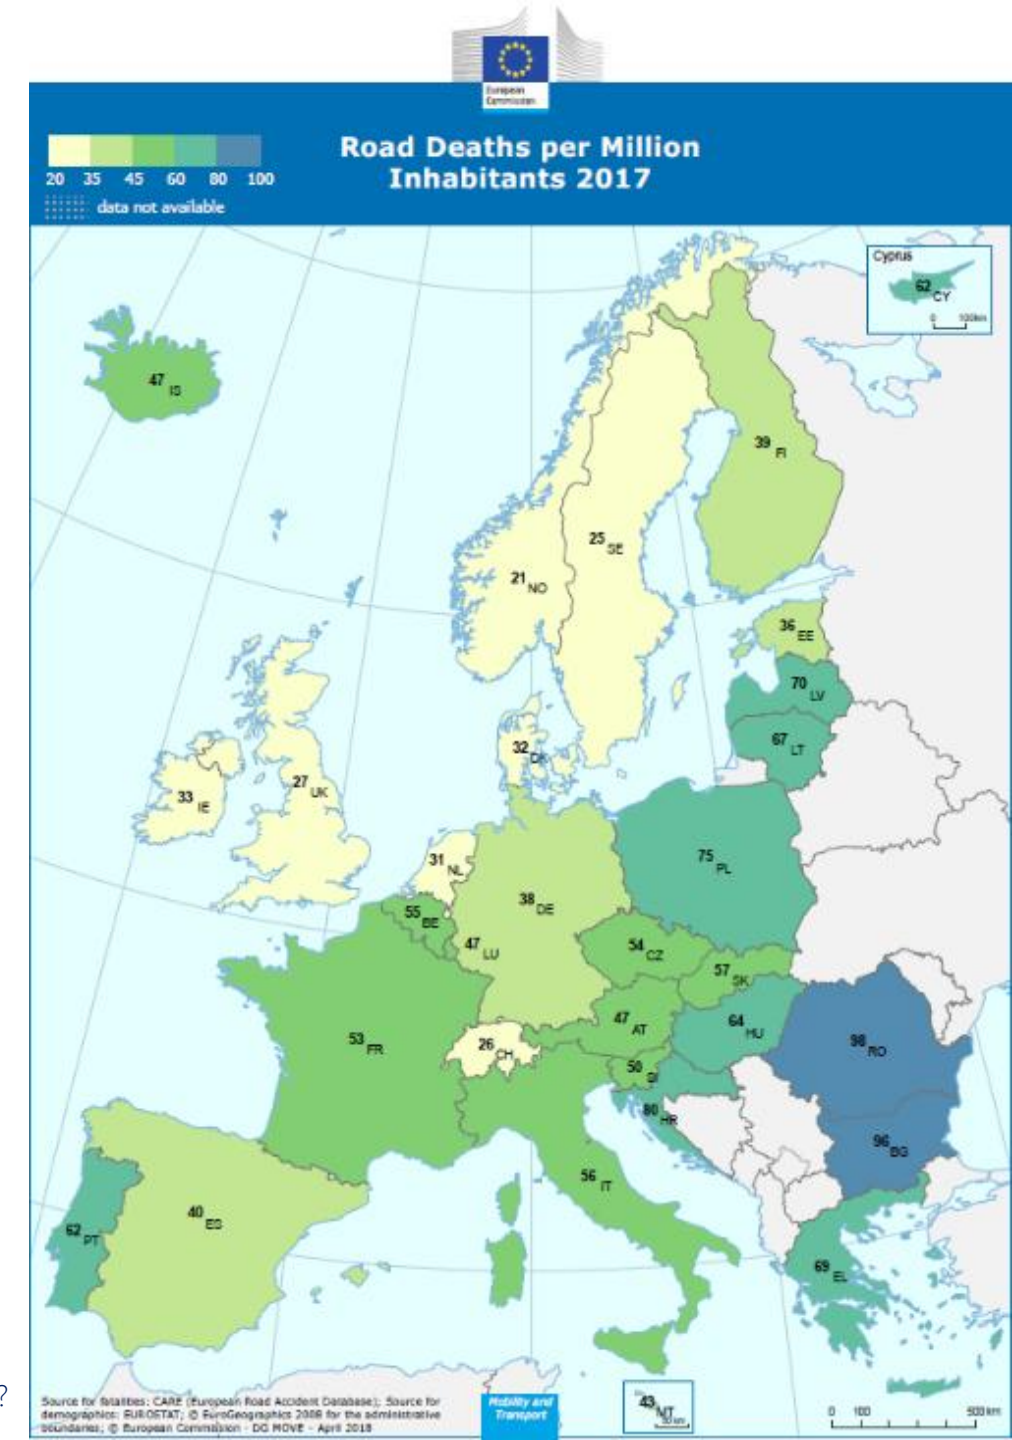 European
Commission
Road Deaths per Million
Inhabitants 2017
20 35 45 60 80 100
data not available
Cyprus
62 CY
0 100km
47 IS
39 FI
25 SE
21 NO
36 EE
70 LV
67 LT
32 DK
27 UK
33 IE
31 NL
75 PL
38 DE
55 BE
47 LU
54 CZ
57 SK
53 FR
47 AT
64 HU
98 RO
26 CH
50 SI
80 HR
96 BG
56 IT
40 ES
62 PT
69 EL
?
Source for fatalities: CARE (European Road Accident Database); Source for
demographics: EUROSTAT; © EuroGeographics 2008 for the administrative
boundaries; © European Commission - DG MOVE - April 2018
Mobility and
Transport
43 MT
50 km
0 100 500 km